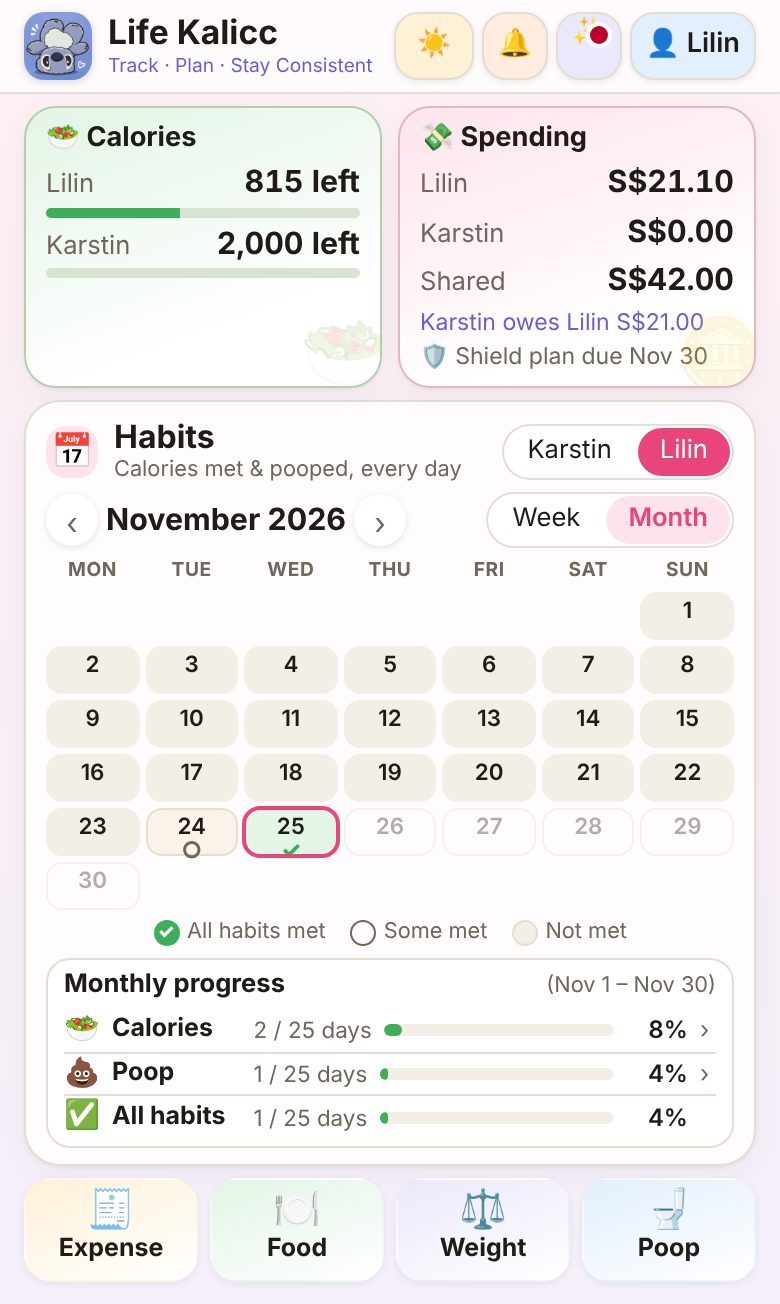 Life Kalicc
Track · Plan · Stay Consistent
Lilin
🥗 Calories
Lilin 815 left
Karstin 2,000 left
💸 Spending
Lilin S$21.10
Karstin S$0.00
Shared S$42.00
Karstin owes Lilin S$21.00
Shield plan due Nov 30
July
17
Habits
Calories met & pooped, every day
Karstin Lilin
‹ November 2026 ›
Week Month
MON TUE WED THU FRI SAT SUN
1
2 3 4 5 6 7 8
9 10 11 12 13 14 15
16 17 18 19 20 21 22
23 24 25 26 27 28 29
30
All habits met Some met Not met
Monthly progress (Nov 1 – Nov 30)
Calories 2 / 25 days 8% ›
Poop 1 / 25 days 4% ›
All habits 1 / 25 days 4%
Expense Food Weight Poop